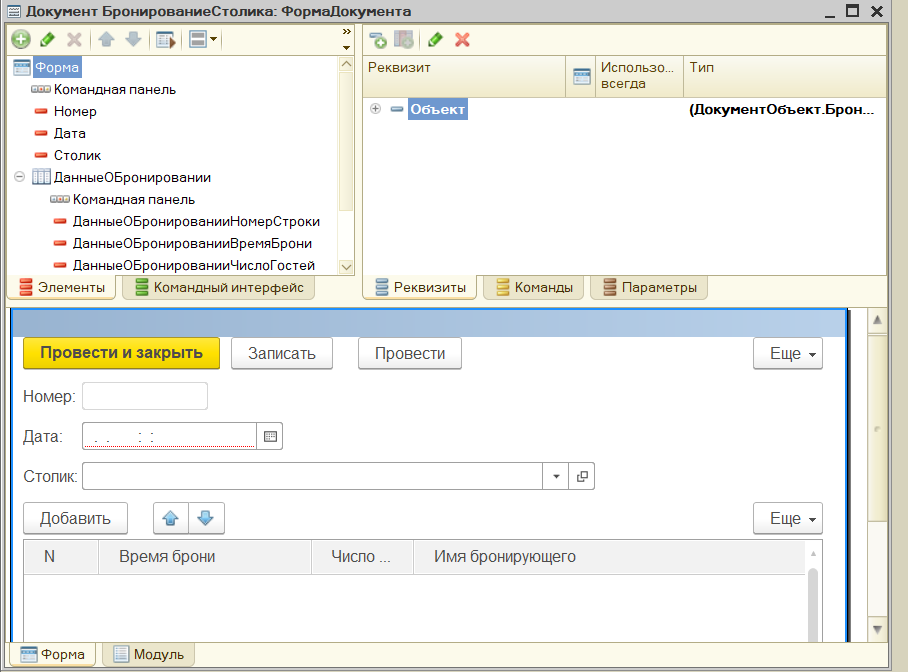 Документ БронированиеСтолика: ФормаДокумента
Форма
Командная панель
Номер
Дата
Столик
ДанныеОБронировании
Командная панель
ДанныеОБронированииНомерСтроки
ДанныеОБронированииВремяБрони
ДанныеОБронированииЧислоГостей
Элементы
Командный интерфейс
Реквизит
Использо...
всегда
Тип
Объект
(ДокументОбъект.Брон...
Реквизиты
Команды
Параметры
Провести и закрыть
Записать
Провести
Еще
Номер:
Дата:
. . : :
Столик:
Добавить
Еще
N
Время брони
Число ...
Имя бронирующего
Форма
Модуль